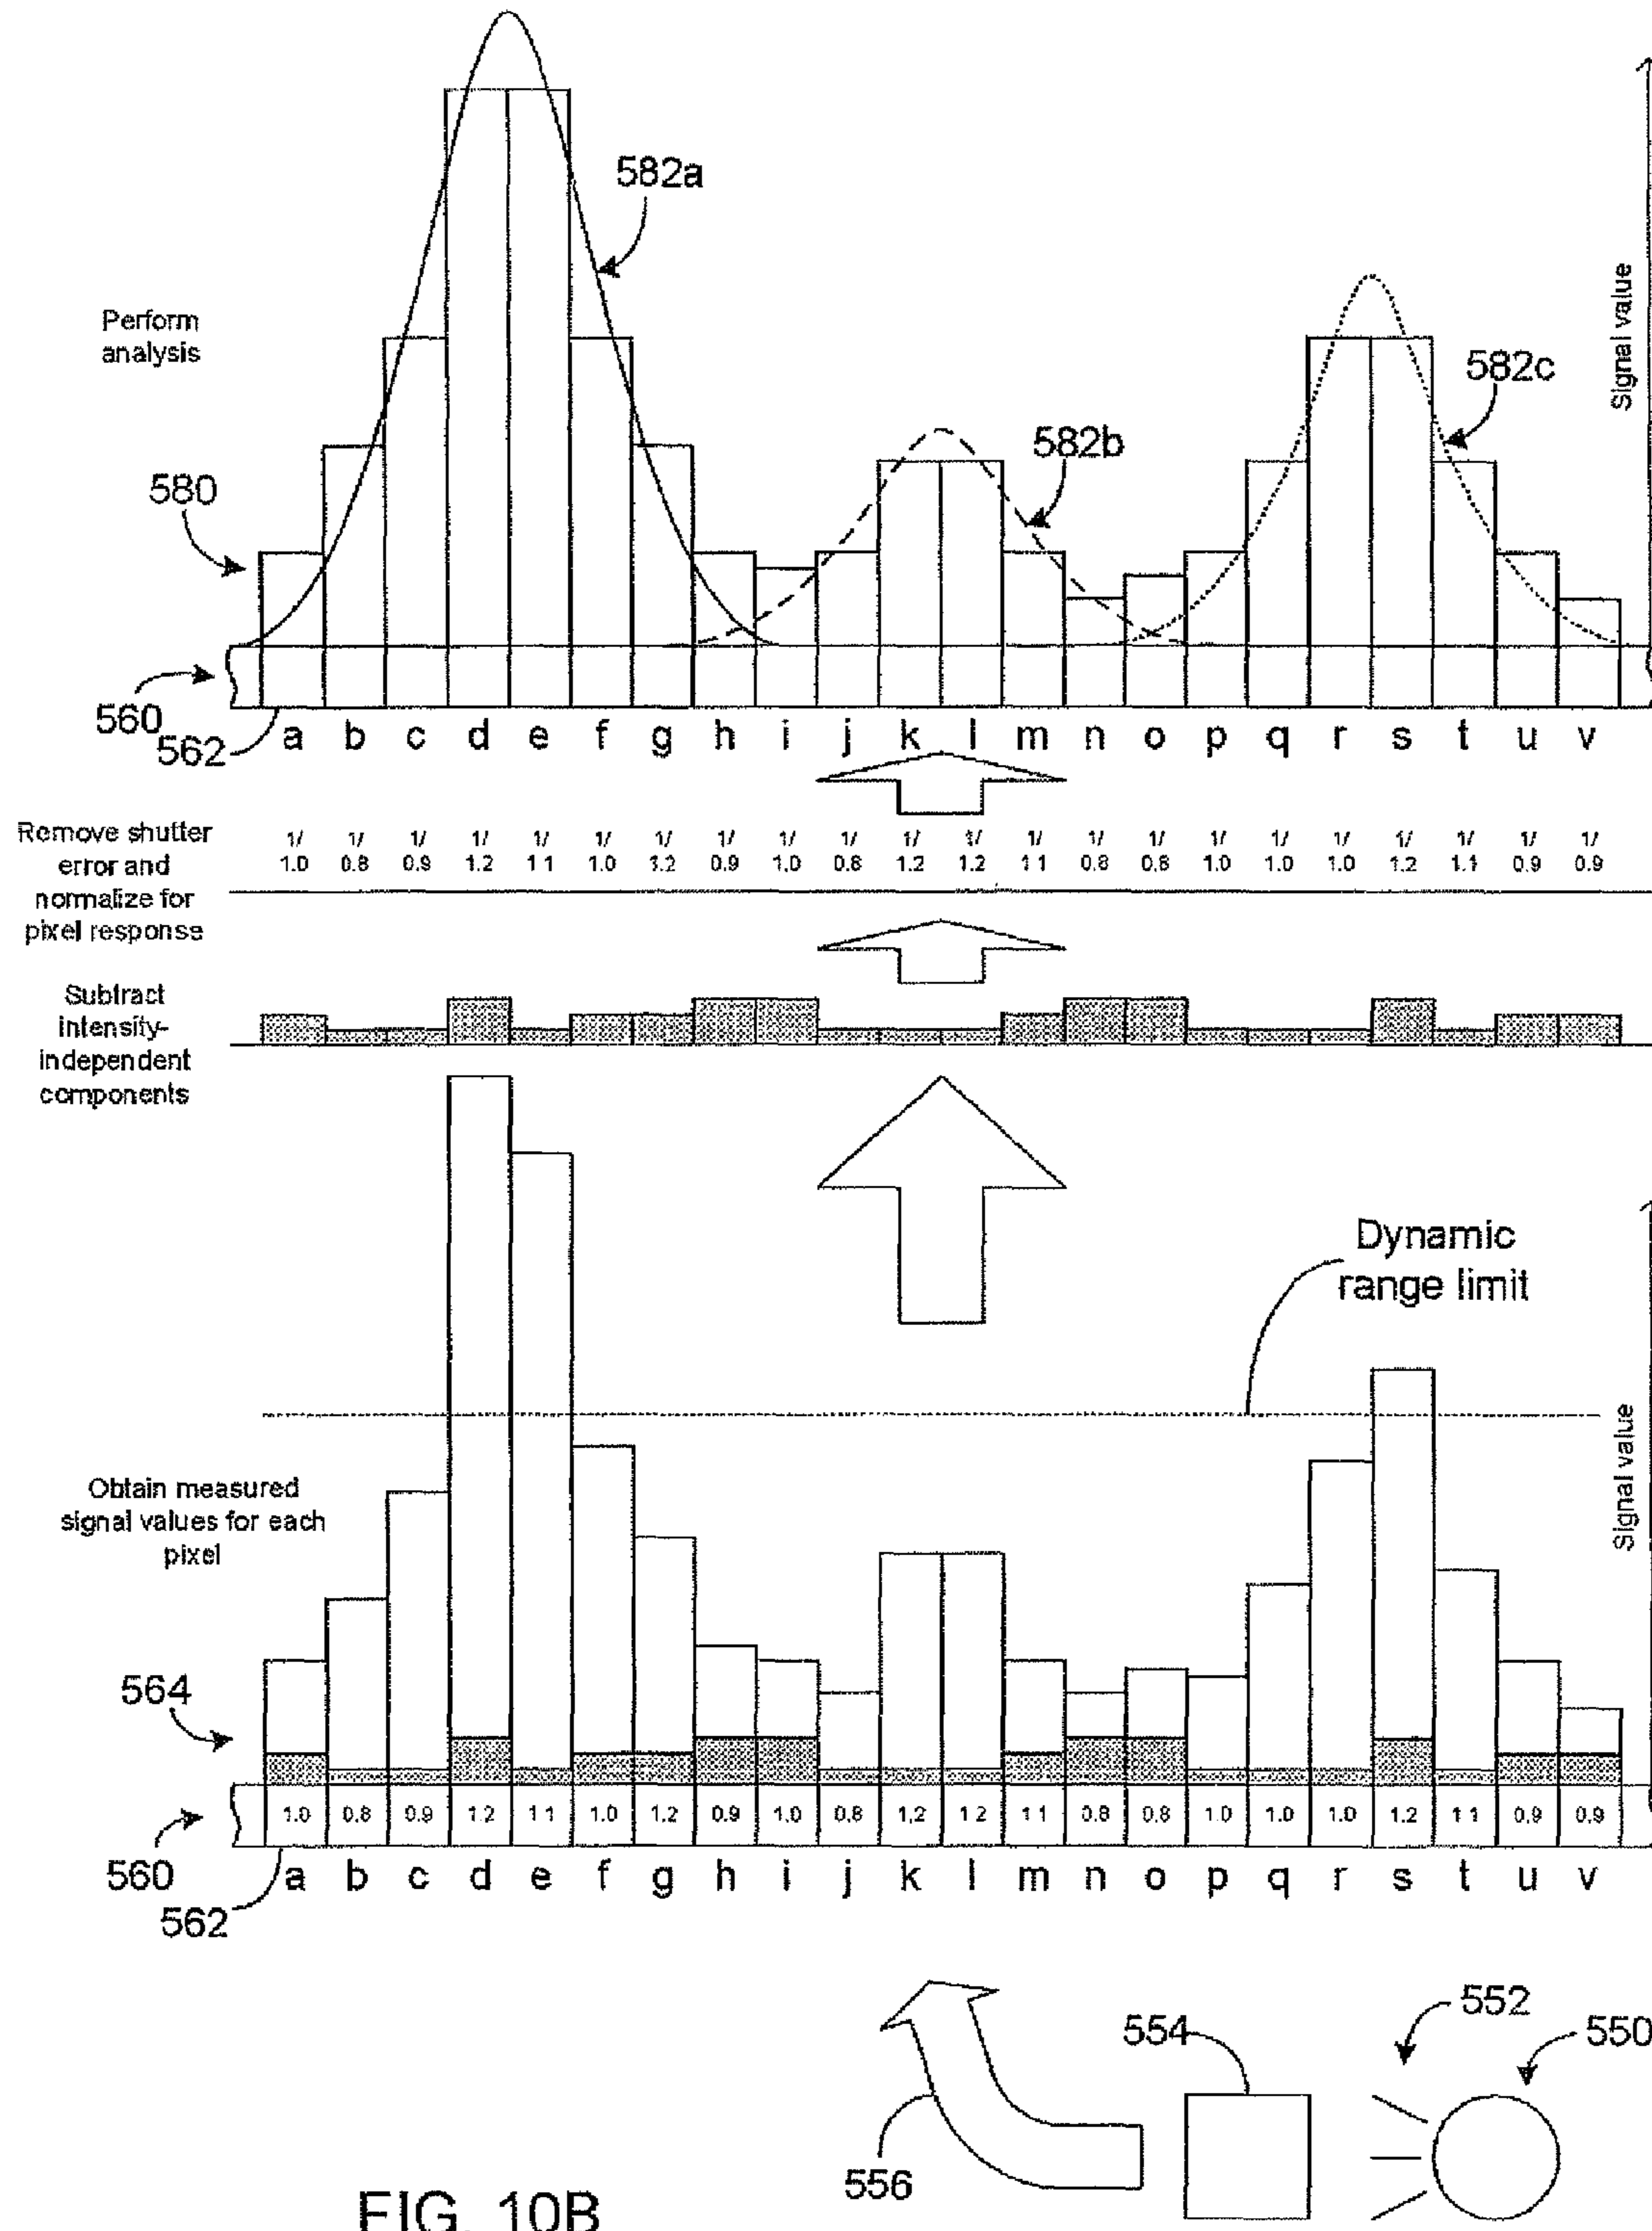 582a
Perform
analysis
Signal value
582c
582b
580
560
562
a b c d e f g h i j k l m n o p q r s t u v
Remove shutter
error and
normalize for
pixel response
1/ 1/ 1/ 1/ 1/ 1/ 1/ 1/ 1/ 1/ 1/ 1/ 1/ 1/ 1/ 1/ 1/ 1/ 1/ 1/ 1/ 1/
1.0 0.8 0.9 1.2 1.1 1.0 1.2 0.9 1.0 0.8 1.2 1.2 1.1 0.8 0.8 1.0 1.0 1.0 1.2 1.1 0.9 0.9
Subtract
intensity-
independent
components
Dynamic
range limit
Signal value
Obtain measured
signal values for each
pixel
564
560
1.0 0.8 0.9 1.2 1.1 1.0 1.2 0.9 1.0 0.8 1.2 1.2 1.1 0.8 0.8 1.0 1.0 1.0 1.2 1.1 0.9 0.9
a b c d e f g h i j k l m n o p q r s t u v
562
552
554
550
556
FIG. 10B